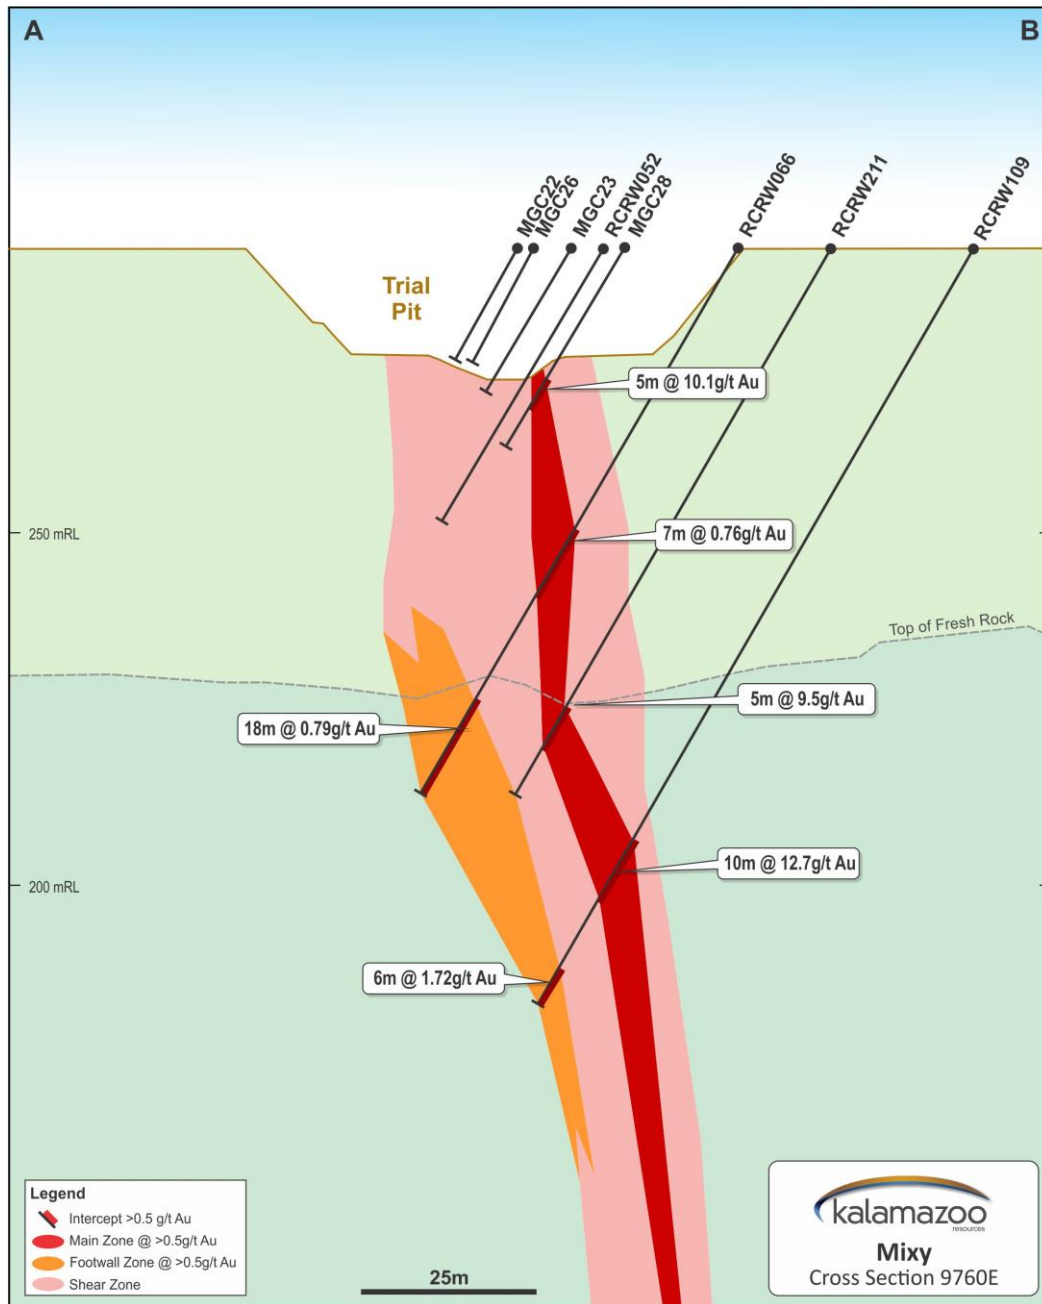 A
B
MGC22
MGC26
MGC23
RCRW052
MGC28
RCRW066
RCRW211
RCRW109
Trial
Pit
5m @ 10.1g/t Au
250 mRL
7m @ 0.76g/t Au
Top of Fresh Rock
5m @ 9.5g/t Au
18m @ 0.79g/t Au
10m @ 12.7g/t Au
200 mRL
6m @ 1.72g/t Au
Legend
Intercept >0.5 g/t Au
Main Zone @ >0.5g/t Au
Footwall Zone @ >0.5g/t Au
Shear Zone
25m
kalamazoo
resources
Mixy
Cross Section 9760E